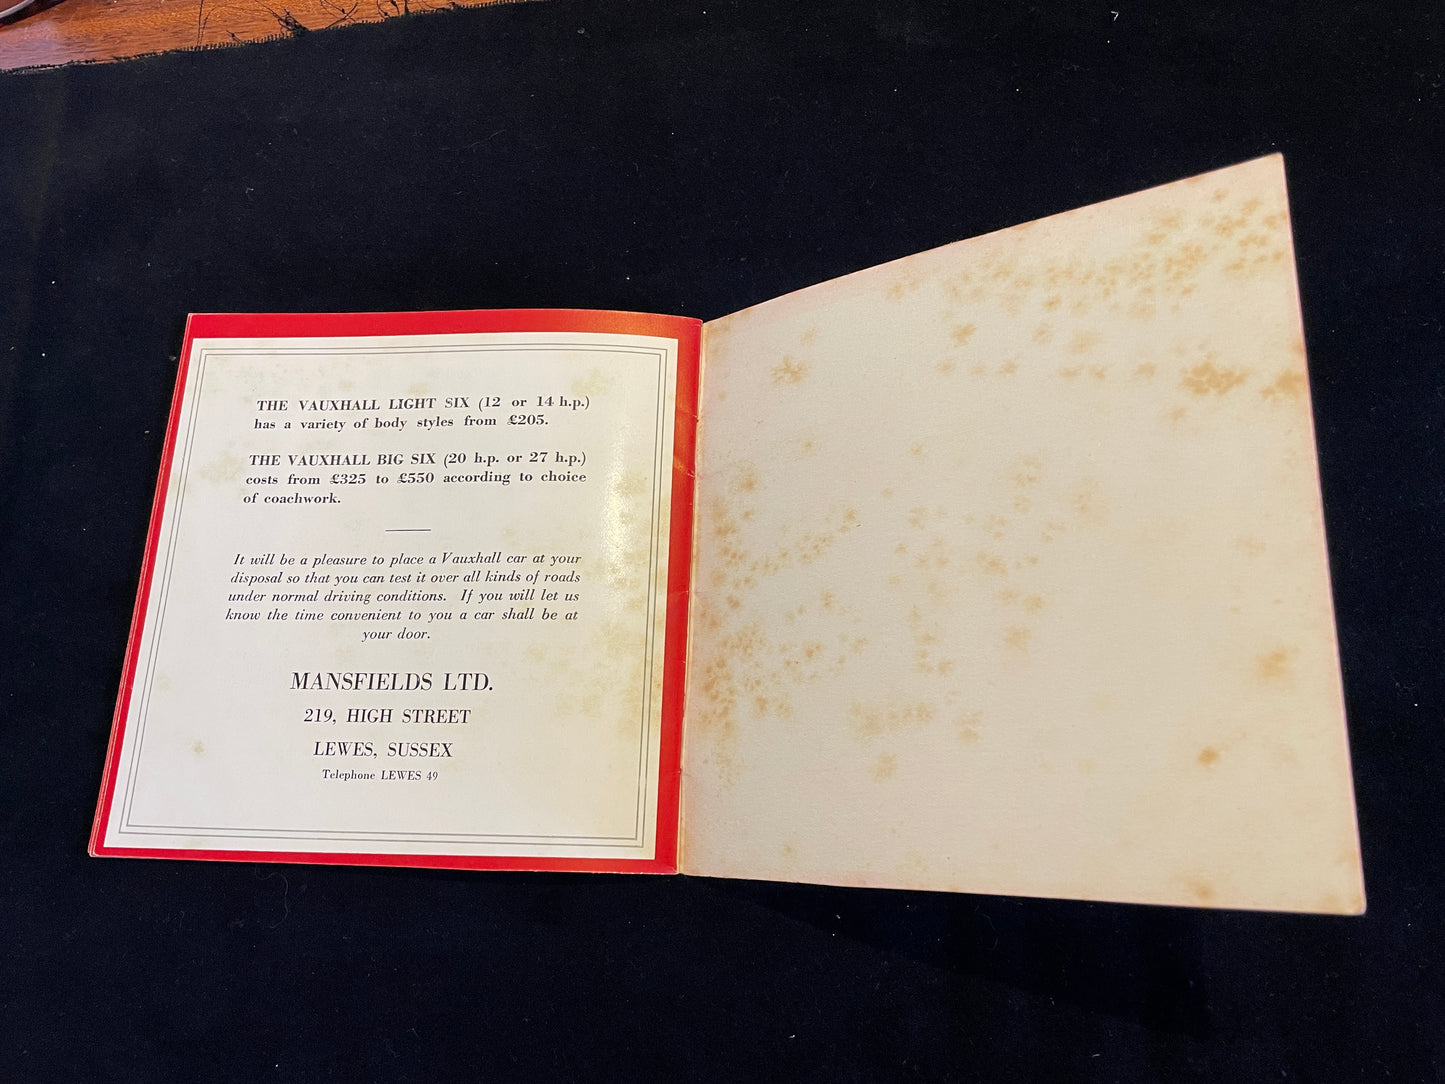 THE VAUXHALL LIGHT SIX (12 or 14 h.p.)
has a variety of body styles from £205.
THE VAUXHALL BIG SIX (20 h.p. or 27 h.p.)
costs from £325 to £550 according to choice
of coachwork.
It will be a pleasure to place a Vauxhall car at your
disposal so that you can test it over all kinds of roads
under normal driving conditions. If you will let us
know the time convenient to you a car shall be at
your door.
MANSFIELDS LTD.
219, HIGH STREET
LEWES, SUSSEX
Telephone LEWES 49